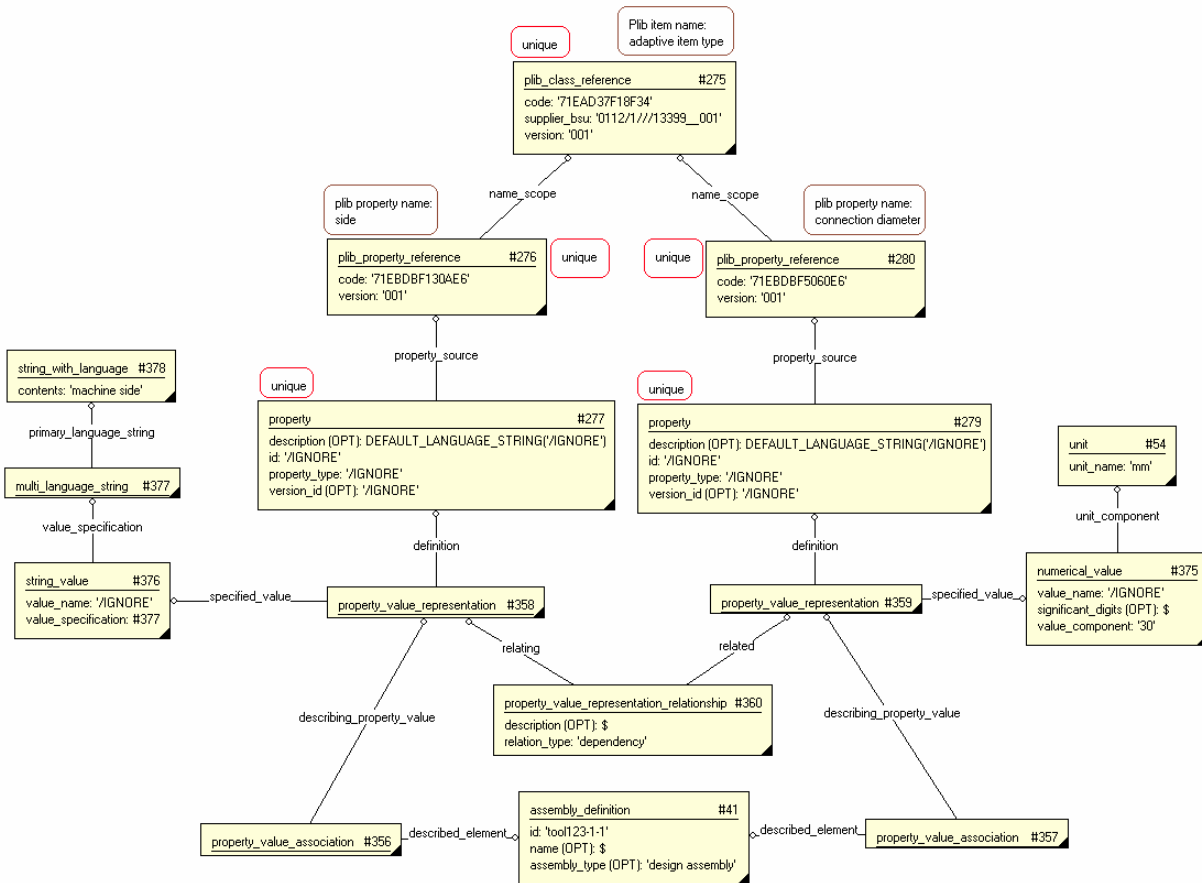 Plib item name:
adaptive item type
unique
plib_class_reference #275
code: '71EAD37F18F34'
supplier_bsu: '0112/1///13399__001'
version: '001'
name_scope
name_scope
plib property name:
side
plib property name:
connection diameter
plib_property_reference #276
code: '71EBDBF130AE6'
version: '001'
unique
unique
plib_property_reference #280
code: '71EBDBF5060E6'
version: '001'
property_source
property_source
string_with_language #378
contents: 'machine side'
primary_language_string
multi_language_string #377
value_specification
string_value #376
value_name: '/IGNORE'
value_specification: #377
unique
property #277
description (OPT): DEFAULT_LANGUAGE_STRING('/IGNORE')
id: '/IGNORE'
property_type: '/IGNORE'
version_id (OPT): '/IGNORE'
unique
property #279
description (OPT): DEFAULT_LANGUAGE_STRING('/IGNORE')
id: '/IGNORE'
property_type: '/IGNORE'
version_id (OPT): '/IGNORE'
unit #54
unit_name: 'mm'
unit_component
numerical_value #375
value_name: '/IGNORE'
significant_digits (OPT): $
value_component: '30'
definition
definition
specified_value
property_value_representation #358
property_value_representation #359
specified_value
relating
related
property_value_representation_relationship #360
description (OPT): $
relation_type: 'dependency'
describing_property_value
describing_property_value
property_value_association #356
described_element
assembly_definition #41
id: 'tool123-1-1'
name (OPT): $
assembly_type (OPT): 'design assembly'
described_element
property_value_association #357